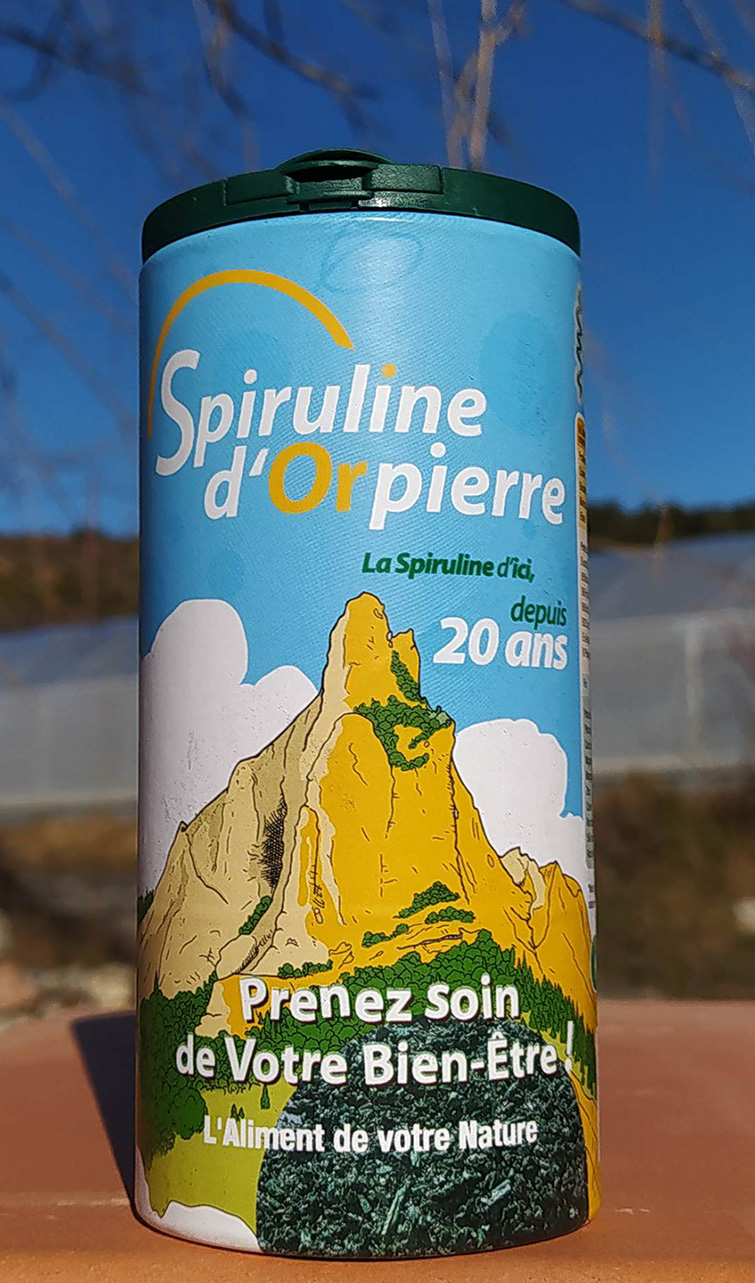 Spiruline
d'Orpierre
La Spiruline d'ici,
depuis
20 ans
Prenez soin
de Votre Bien-Être !
L'Aliment de votre Nature